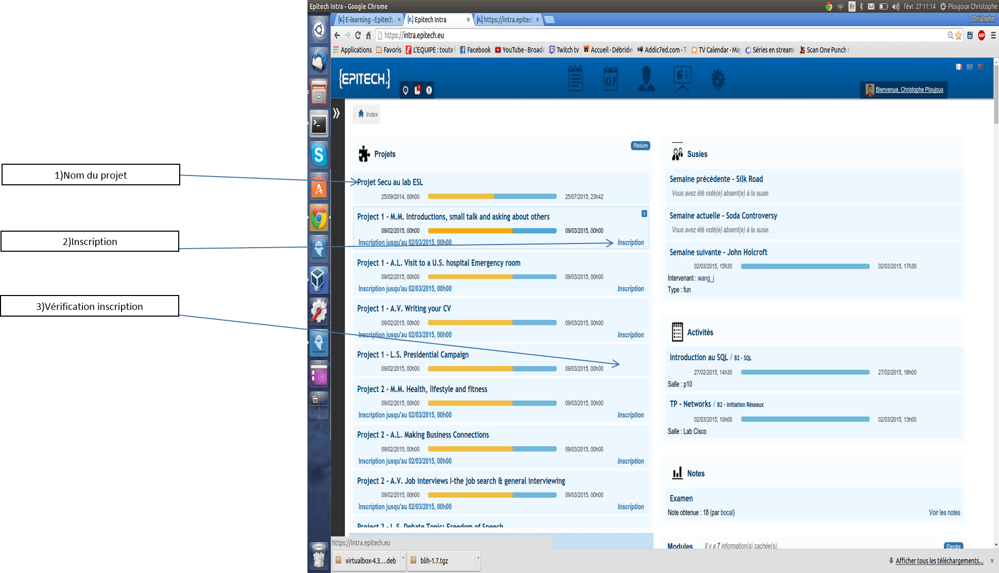 Epitech Intra - Google Chrome
Fr
févr. 27 11:14
Ploujoux Christophe
{E.} E-learning - Epitech
{E.} Epitech Intra
{E.} https://intra.epitech
Christophe
https://intra.epitech.eu
ABP
Applications
Favoris
L'EQUIPE : toute l
Facebook
YouTube - Broadc
Twitch tv
Accueil - Débride
Addic7ed.com - T
TV Calendar - May
Séries en streami
Scan One Punch
{EPITECH.}
01
Bienvenue, Christophe Ploujoux
Index
1)Nom du projet
2)Inscription
3)Vérification inscription
Projets
Réduire
Projet Secu au lab ESL
25/09/2014, 00h00
25/07/2015, 23h42
Project 1 - M.M. Introductions, small talk and asking about others
x
09/02/2015, 00h00
09/03/2015, 00h00
Inscription jusqu'au 02/03/2015, 00h00
Inscription
Project 1 - A.L. Visit to a U.S. hospital Emergency room
09/02/2015, 00h00
09/03/2015, 00h00
Inscription jusqu'au 02/03/2015, 00h00
Inscription
Project 1 - A.V. Writing your CV
09/02/2015, 00h00
09/03/2015, 00h00
Inscription jusqu'au 02/03/2015, 00h00
Inscription
Project 1 - L.S. Presidential Campaign
09/02/2015, 00h00
09/03/2015, 00h00
Project 2 - M.M. Health, lifestyle and fitness
09/02/2015, 00h00
09/03/2015, 00h00
Inscription jusqu'au 02/03/2015, 00h00
Inscription
Project 2 - A.L. Making Business Connections
09/02/2015, 00h00
09/03/2015, 00h00
Inscription jusqu'au 02/03/2015, 00h00
Inscription
Project 2 - A.V. Job interviews I-the job search & general interviewing
09/02/2015, 00h00
09/03/2015, 00h00
Inscription jusqu'au 02/03/2015, 00h00
Inscription
Project 2 - L.S. Debate Topic: Freedom of Speech
Susies
Semaine précédente - Silk Road
Vous avez été noté(e) absent(e) à la susie.
Semaine actuelle - Soda Controversy
Vous avez été noté(e) absent(e) à la susie.
Semaine suivante - John Holcroft
02/03/2015, 15h30
02/03/2015, 17h30
Intervenant : wang_j
Type : fun
Activités
Introduction au SQL / B2 - SQL
27/02/2015, 14h30
27/02/2015, 16h00
Salle : p10
TP - Networks / B2 - Initiation Réseaux
02/03/2015, 10h00
02/03/2015, 13h00
Salle : Lab Cisco
Notes
Examen
Note obtenue : 18 (par bocal)
Voir les notes
Modules
Il y a 7 information(s) cachée(s).
Étendre
https://intra.epitech.eu
virtualbox-4.3....deb
blih-1.7.tgz
Afficher tous les téléchargements...